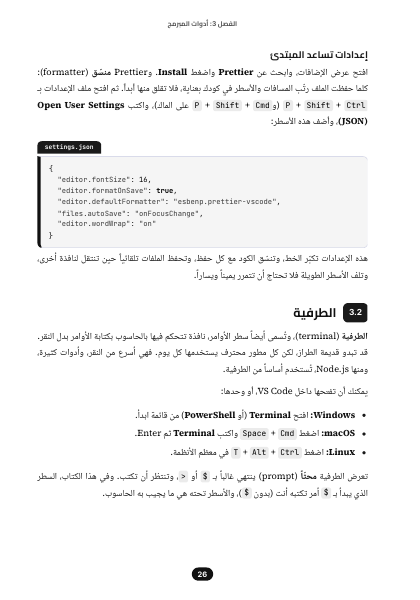 الفصل 3: أدوات المبرمج
إعدادات تساعد المبتدئ
افتح عرض الإضافات، وابحث عن Prettier واضغط Install. وPrettier منسّق (formatter):
كلما حفظت الملف رتّب المسافات والأسطر في كودك بعناية، فلا تقلق منها أبداً. ثم افتح ملف الإعدادات بـ
Ctrl + Shift + P (وCmd + Shift + P على الماك)، واكتب Open User Settings
(JSON)، وأضف هذه الأسطر:
settings.json
{
"editor.fontSize": 16,
"editor.formatOnSave": true,
"editor.defaultFormatter": "esbenp.prettier-vscode",
"files.autoSave": "onFocusChange",
"editor.wordWrap": "on"
}
هذه الإعدادات تكبّر الخط، وتنسّق الكود مع كل حفظ، وتحفظ الملفات تلقائياً حين تنتقل لنافذة أخرى،
وتلف الأسطر الطويلة فلا تحتاج أن تتمرر يميناً ويساراً.
3.2 الطرفية
الطرفية (terminal)، وتُسمى أيضاً سطر الأوامر، نافذة تتحكم فيها بالحاسوب بكتابة الأوامر بدل النقر.
قد تبدو قديمة الطراز، لكن كل مطور محترف يستخدمها كل يوم. فهي أسرع من النقر، وأدوات كثيرة،
ومنها Node.js، تُستخدم أساساً من الطرفية.
يمكنك أن تفتحها داخل VS Code، أو وحدها:
• Windows: افتح Terminal (أو PowerShell) من قائمة ابدأ.
• macOS: اضغط Cmd + Space واكتب Terminal ثم Enter.
• Linux: اضغط Ctrl + Alt + T في معظم الأنظمة.
تعرض الطرفية محثّاً (prompt) ينتهي غالباً بـ $ أو >، وتنتظر أن تكتب. وفي هذا الكتاب، السطر
الذي يبدأ بـ $ أمر تكتبه أنت (بدون $)، والأسطر تحته هي ما يجيب به الحاسوب.
26